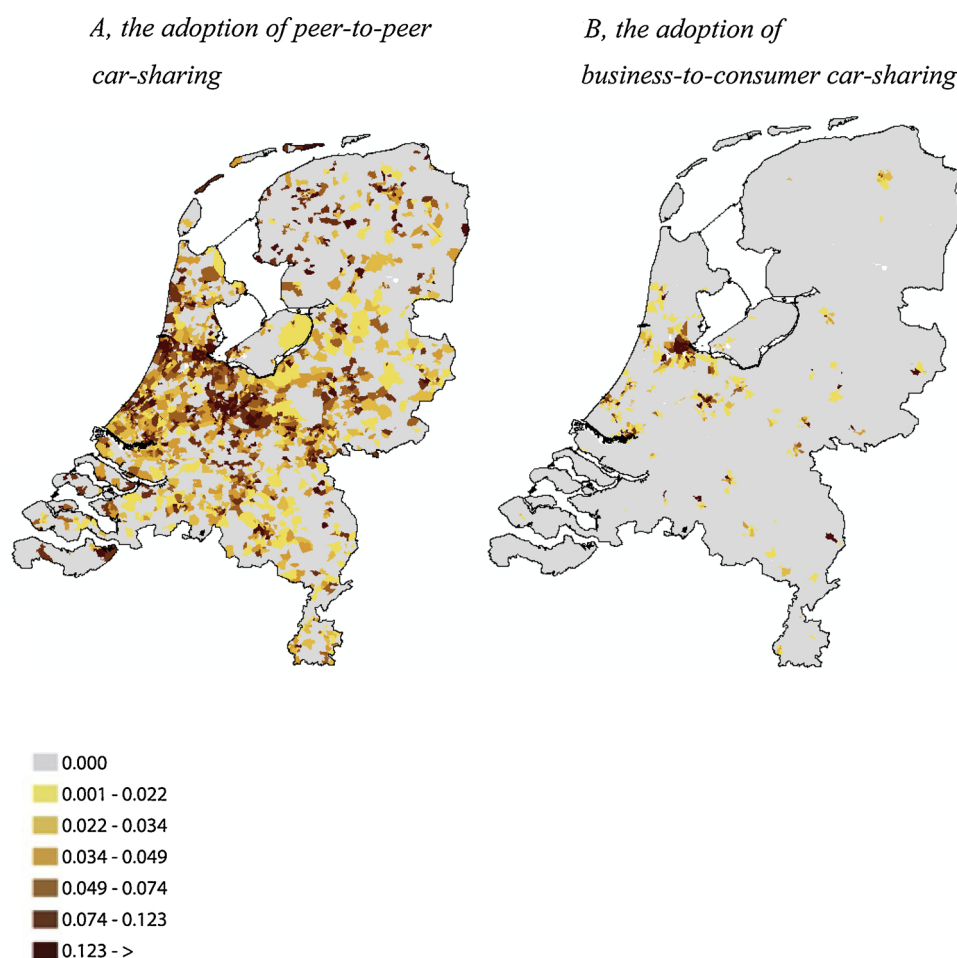 A, the adoption of peer-to-peer
car-sharing
B, the adoption of
business-to-consumer car-sharing
0.000
0.001 - 0.022
0.022 - 0.034
0.034 - 0.049
0.049 - 0.074
0.074 - 0.123
0.123 - >